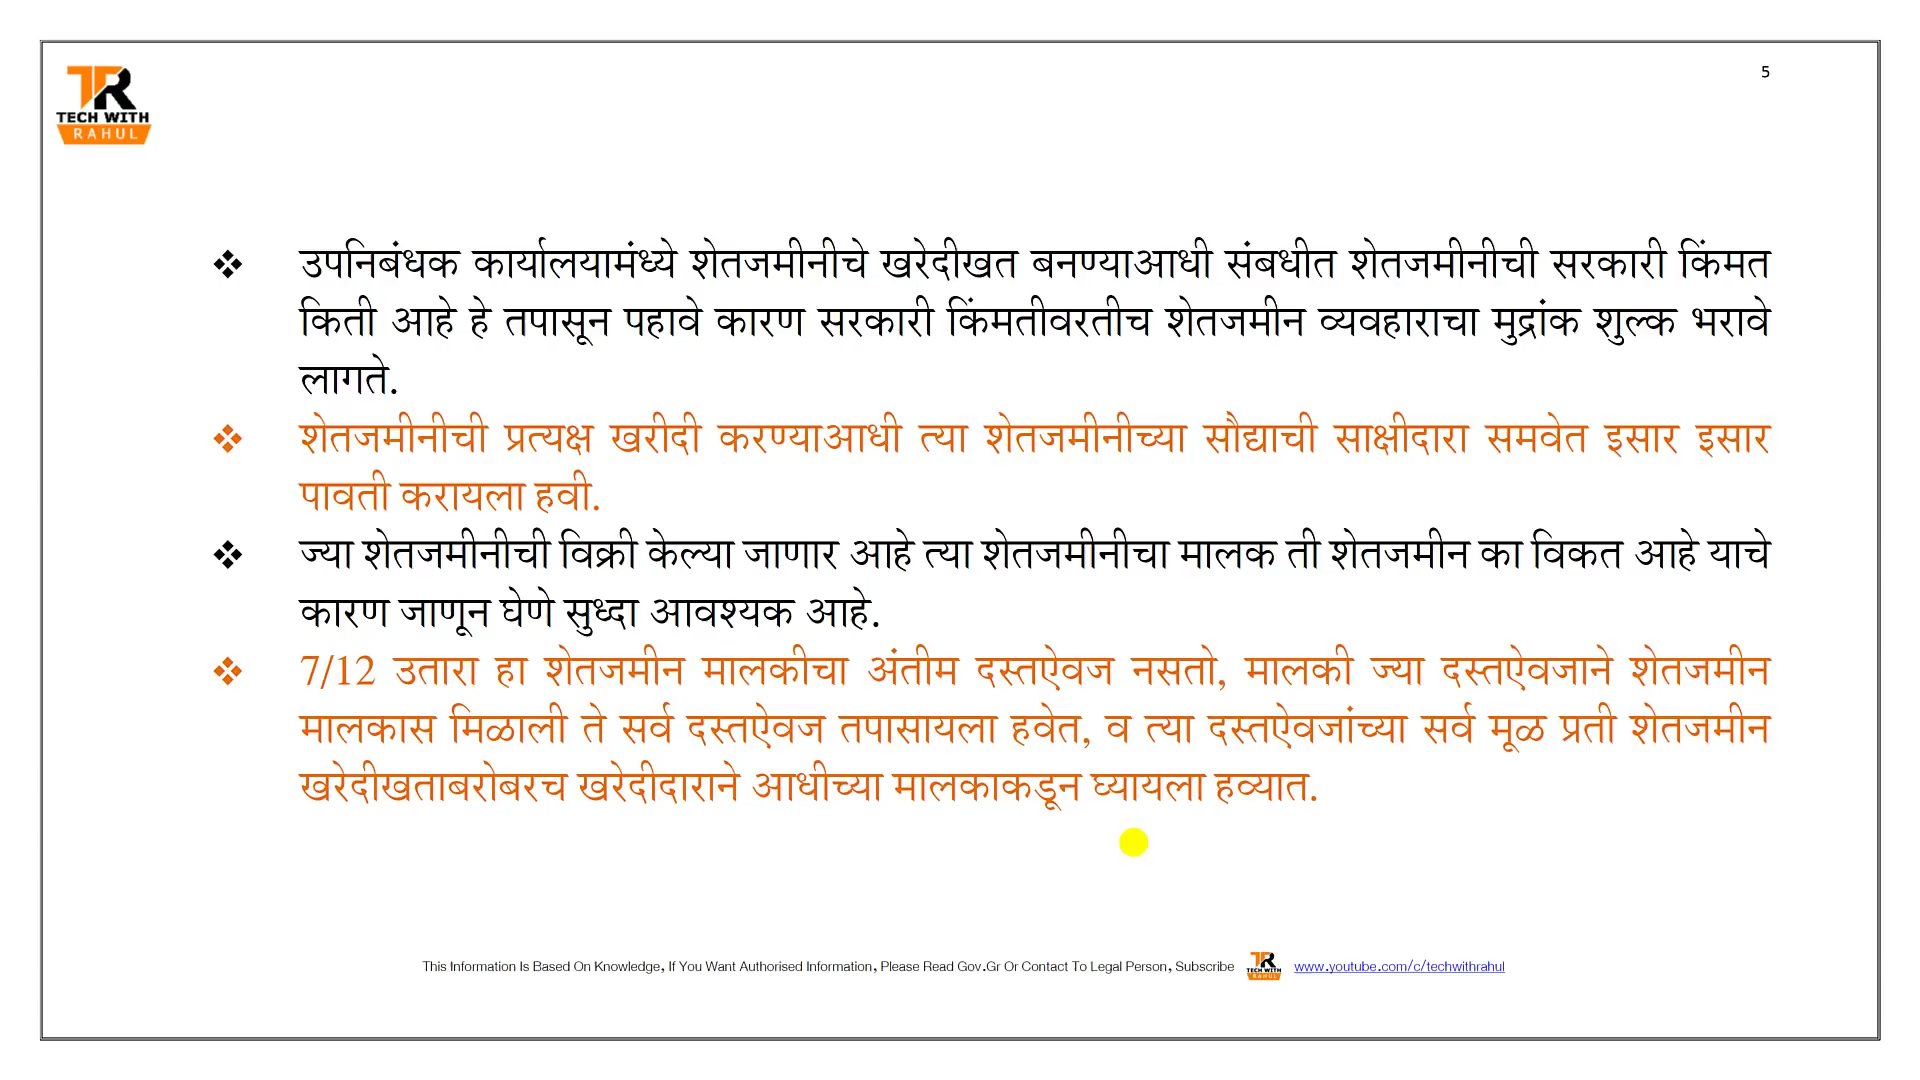 5
TECH WITH
RAHUL
❖ उपनिबंधक कार्यालयामंध्ये शेतजमीनीचे खरेदीखत बनण्याआधी संबधीत शेतजमीनीची सरकारी किंमत
किती आहे हे तपासून पहावे कारण सरकारी किंमतीवरतीच शेतजमीन व्यवहाराचा मुद्रांक शुल्क भरावे
लागते.
❖ शेतजमीनीची प्रत्यक्ष खरीदी करण्याआधी त्या शेतजमीनीच्या सौद्याची साक्षीदारा समवेत इसार इसार
पावती करायला हवी.
❖ ज्या शेतजमीनीची विक्री केल्या जाणार आहे त्या शेतजमीनीचा मालक ती शेतजमीन का विकत आहे याचे
कारण जाणून घेणे सुध्दा आवश्यक आहे.
❖ 7/12 उतारा हा शेतजमीन मालकीचा अंतीम दस्तऐवज नसतो, मालकी ज्या दस्तऐवजाने शेतजमीन
मालकास मिळाली ते सर्व दस्तऐवज तपासायला हवेत, व त्या दस्तऐवजांच्या सर्व मूळ प्रती शेतजमीन
खरेदीखताबरोबरच खरेदीदाराने आधीच्या मालकाकडून घ्यायला हव्यात.
This Information Is Based On Knowledge, If You Want Authorised Information, Please Read Gov.Gr Or Contact To Legal Person, Subscribe TECH WITH RAHUL www.youtube.com/c/techwithrahul